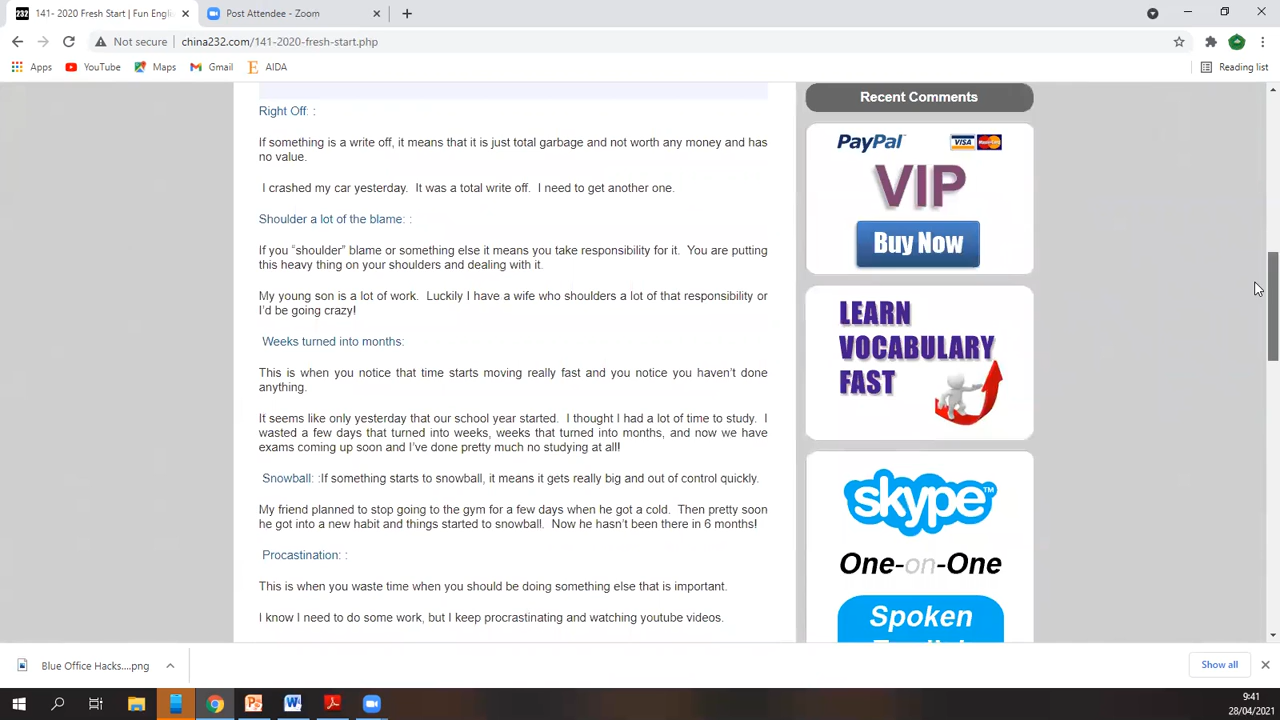 141- 2020 Fresh Start | Fun Engli
Post Attendee - Zoom
Not secure
china232.com/141-2020-fresh-start.php
Apps
YouTube
Maps
Gmail
AIDA
Reading list
Right Off: :
If something is a write off, it means that it is just total garbage and not worth any money and has
no value.
I crashed my car yesterday. It was a total write off. I need to get another one.
Shoulder a lot of the blame: :
If you “shoulder” blame or something else it means you take responsibility for it. You are putting
this heavy thing on your shoulders and dealing with it.
My young son is a lot of work. Luckily I have a wife who shoulders a lot of that responsibility or
I’d be going crazy!
Weeks turned into months:
This is when you notice that time starts moving really fast and you notice you haven’t done
anything.
It seems like only yesterday that our school year started. I thought I had a lot of time to study. I
wasted a few days that turned into weeks, weeks that turned into months, and now we have
exams coming up soon and I’ve done pretty much no studying at all!
Snowball: :If something starts to snowball, it means it gets really big and out of control quickly.
My friend planned to stop going to the gym for a few days when he got a cold. Then pretty soon
he got into a new habit and things started to snowball. Now he hasn’t been there in 6 months!
Procastination: :
This is when you waste time when you should be doing something else that is important.
I know I need to do some work, but I keep procrastinating and watching youtube videos.
Recent Comments
PayPal VISA MasterCard
VIP
Buy Now
LEARN
VOCABULARY
FAST
skype
One-on-One
Spoken
Blue Office Hacks....png
Show all
9:41
28/04/2021